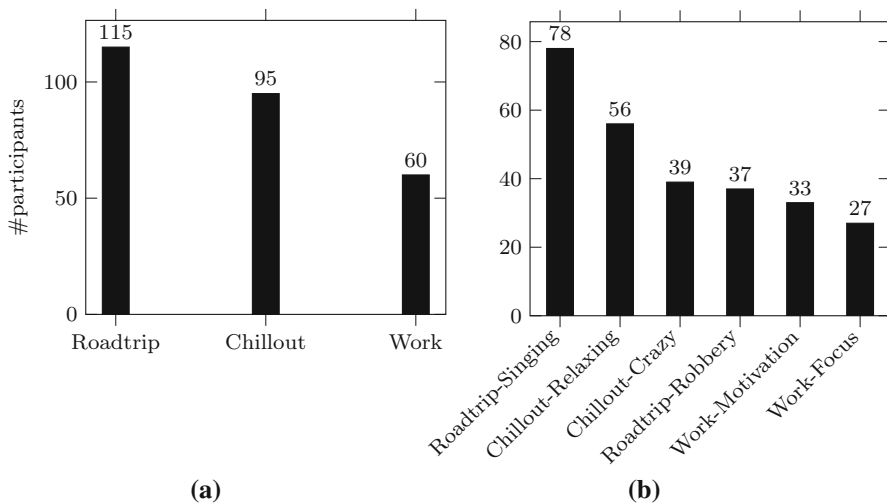 #participants
100
50
0
115
95
60
Roadtrip
Chillout
Work
(a)
80
60
40
20
0
78
56
39
37
33
27
Roadtrip-Singing
Chillout-Relaxing
Chillout-Crazy
Roadtrip-Robbery
Work-Motivation
Work-Focus
(b)